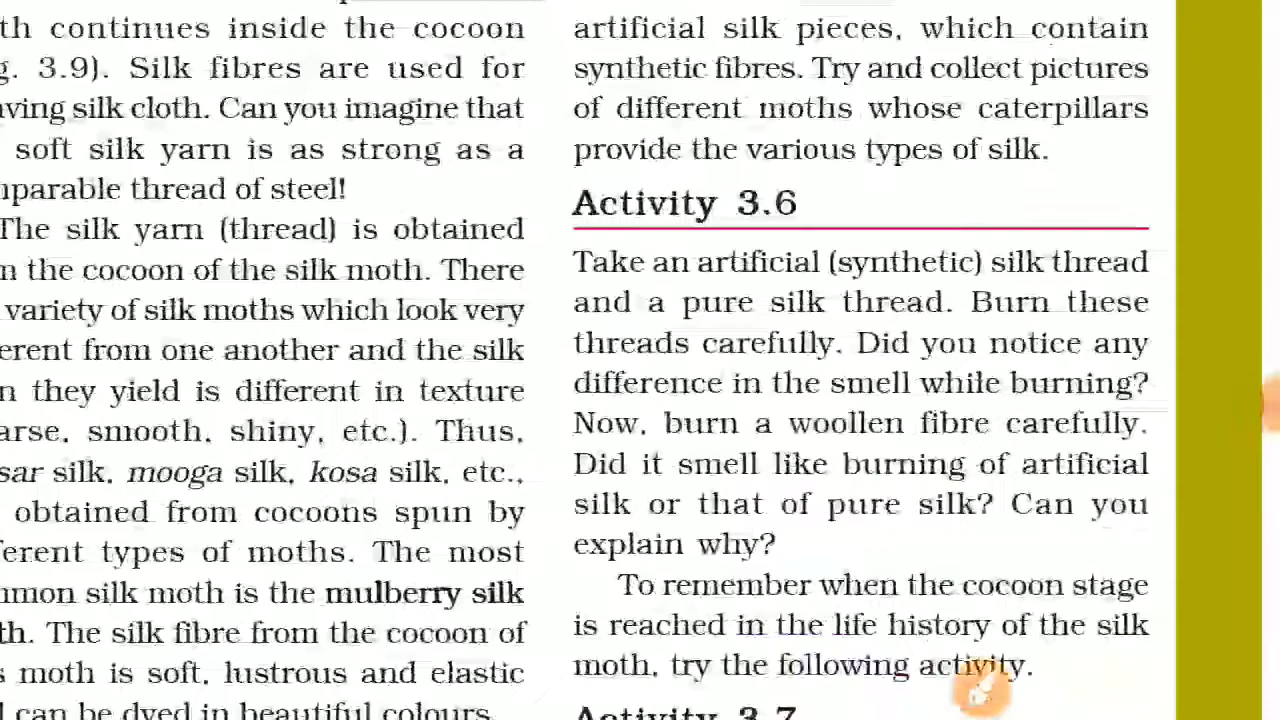 th continues inside the cocoon
g. 3.9). Silk fibres are used for
ving silk cloth. Can you imagine that
soft silk yarn is as strong as a
parable thread of steel!
The silk yarn (thread) is obtained
n the cocoon of the silk moth. There
variety of silk moths which look very
erent from one another and the silk
n they yield is different in texture
arse, smooth, shiny, etc.). Thus,
sar silk, mooga silk, kosa silk, etc.,
obtained from cocoons spun by
ferent types of moths. The most
mmon silk moth is the mulberry silk
th. The silk fibre from the cocoon of
s moth is soft, lustrous and elastic
can be dyed in beautiful colours.
artificial silk pieces, which contain
synthetic fibres. Try and collect pictures
of different moths whose caterpillars
provide the various types of silk.
Activity 3.6
Take an artificial (synthetic) silk thread
and a pure silk thread. Burn these
threads carefully. Did you notice any
difference in the smell while burning?
Now, burn a woollen fibre carefully.
Did it smell like burning of artificial
silk or that of pure silk? Can you
explain why?
To remember when the cocoon stage
is reached in the life history of the silk
moth, try the following activity.
Activity 3.7